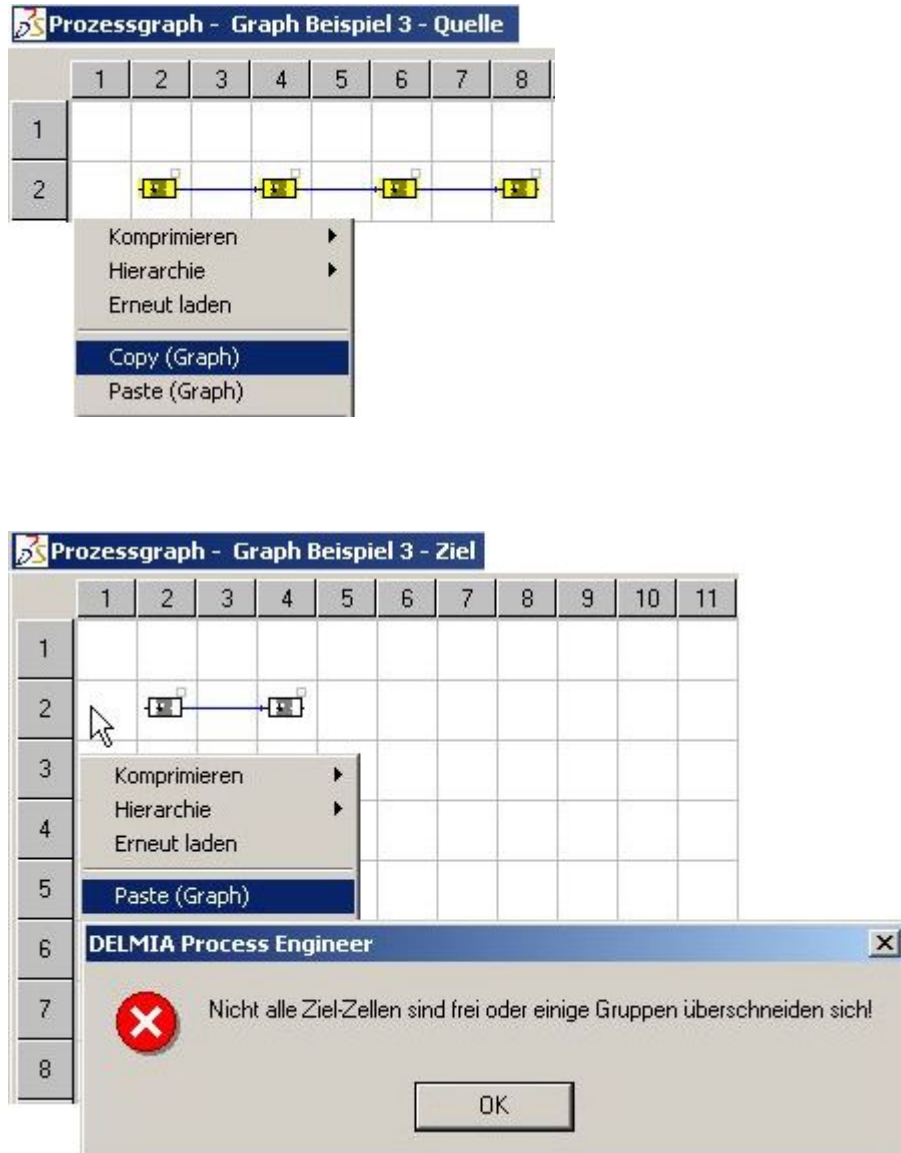 Prozessgraph - Graph Beispiel 3 - Quelle
1 2 3 4 5 6 7 8
1
2
Komprimieren
Hierarchie
Erneut laden
Copy (Graph)
Paste (Graph)
Prozessgraph - Graph Beispiel 3 - Ziel
1 2 3 4 5 6 7 8 9 10 11
1
2
3
Komprimieren
Hierarchie
4
Erneut laden
5
Paste (Graph)
6
DELMIA Process Engineer
7
Nicht alle Ziel-Zellen sind frei oder einige Gruppen überschneiden sich!
8
OK